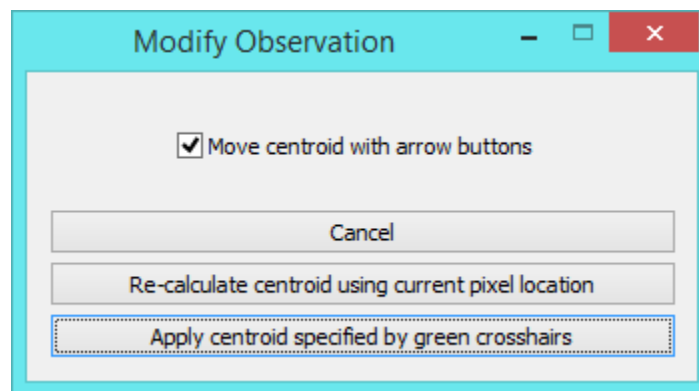 Modify Observation
Move centroid with arrow buttons
Cancel
Re-calculate centroid using current pixel location
Apply centroid specified by green crosshairs